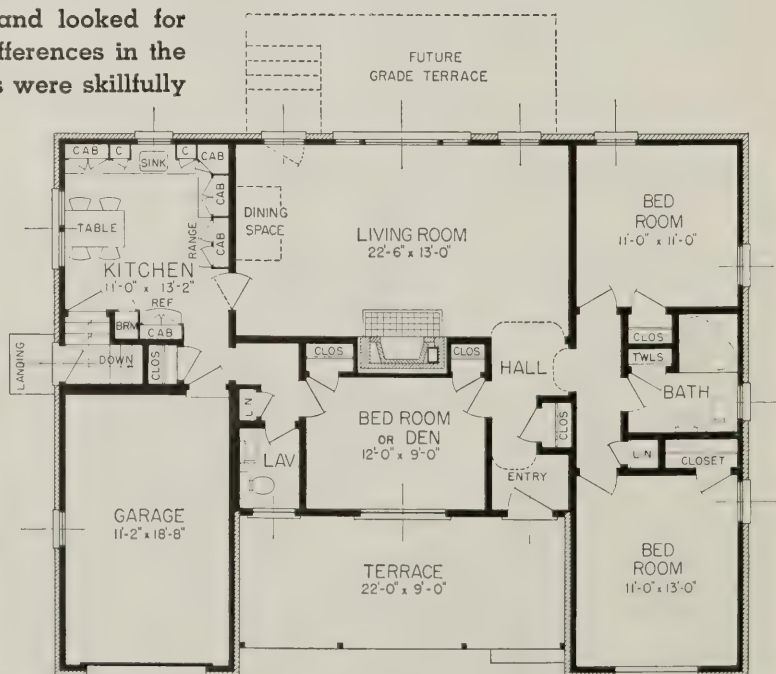 and looked for
fferences in the
s were skillfully
FUTURE
GRADE TERRACE
CAB
C
SINK
C
CAB
CAB
CAB
RANGE
TABLE
KITCHEN
11'-0" x 13'-2"
REF
BRM
CAB
DINING
SPACE
LIVING ROOM
22'-6" x 13'-0"
BED
ROOM
11'-0" x 11'-0"
LANDING
DOWN
CLOS
CLOS
CLOS
HALL
CLOS
TWLS
BATH
LIN
BED ROOM
OR DEN
12'-0" x 9'-0"
CLOS
LIN
CLOSET
LAV
ENTRY
GARAGE
11'-2" x 18'-8"
TERRACE
22'-0" x 9'-0"
BED
ROOM
11'-0" x 13'-0"